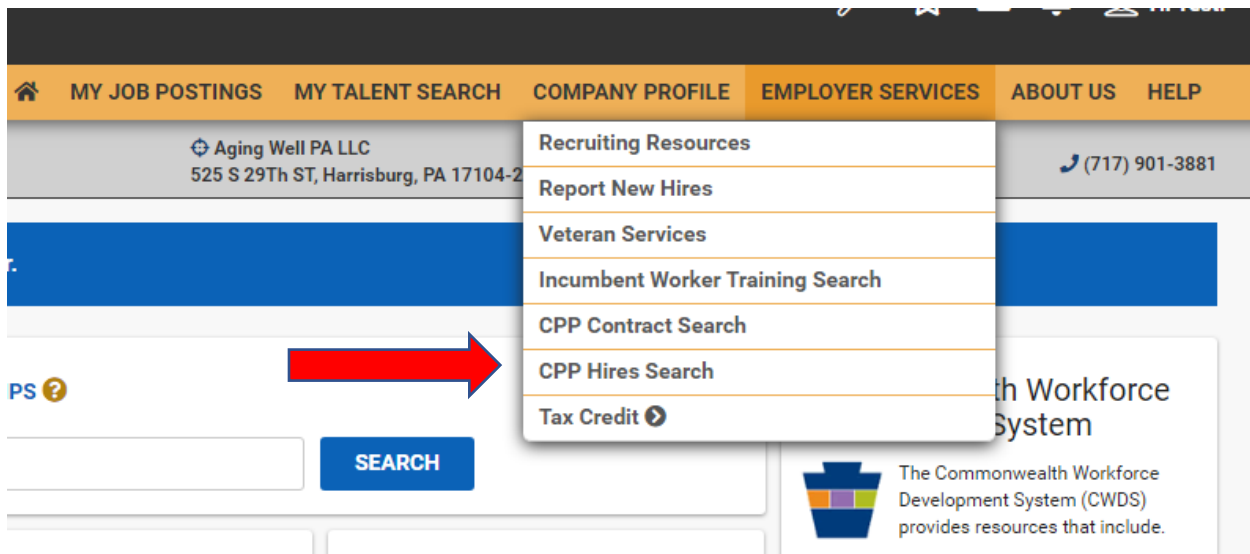 MY JOB POSTINGS MY TALENT SEARCH COMPANY PROFILE EMPLOYER SERVICES ABOUT US HELP
Aging Well PA LLC
525 S 29Th ST, Harrisburg, PA 17104-2
(717) 901-3881
Recruiting Resources
Report New Hires
Veteran Services
Incumbent Worker Training Search
CPP Contract Search
CPP Hires Search
Tax Credit
r.
PS
SEARCH
th Workforce
System
The Commonwealth Workforce
Development System (CWDS)
provides resources that include.